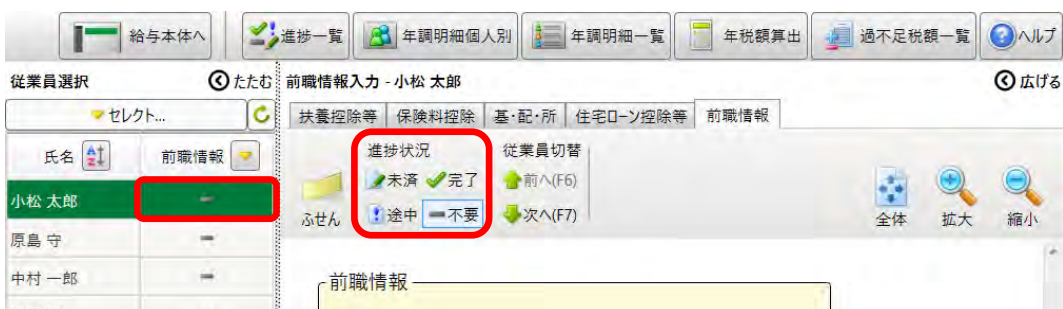 給与本体へ 進捗一覧 年調明細個人別 年調明細一覧 年税額算出 過不足税額一覧 ヘルプ
従業員選択 たたむ 前職情報入力 - 小松 太郎 広げる
セレクト... 扶養控除等 保険料控除 基・配・所 住宅ローン控除等 前職情報
氏名 前職情報 進捗状況 従業員切替
未済 完了 前へ(F6)
小松 太郎 ー ふせん 途中 不要 次へ(F7) 全体 拡大 縮小
原島 守 ー
中村 一郎 ー 前職情報